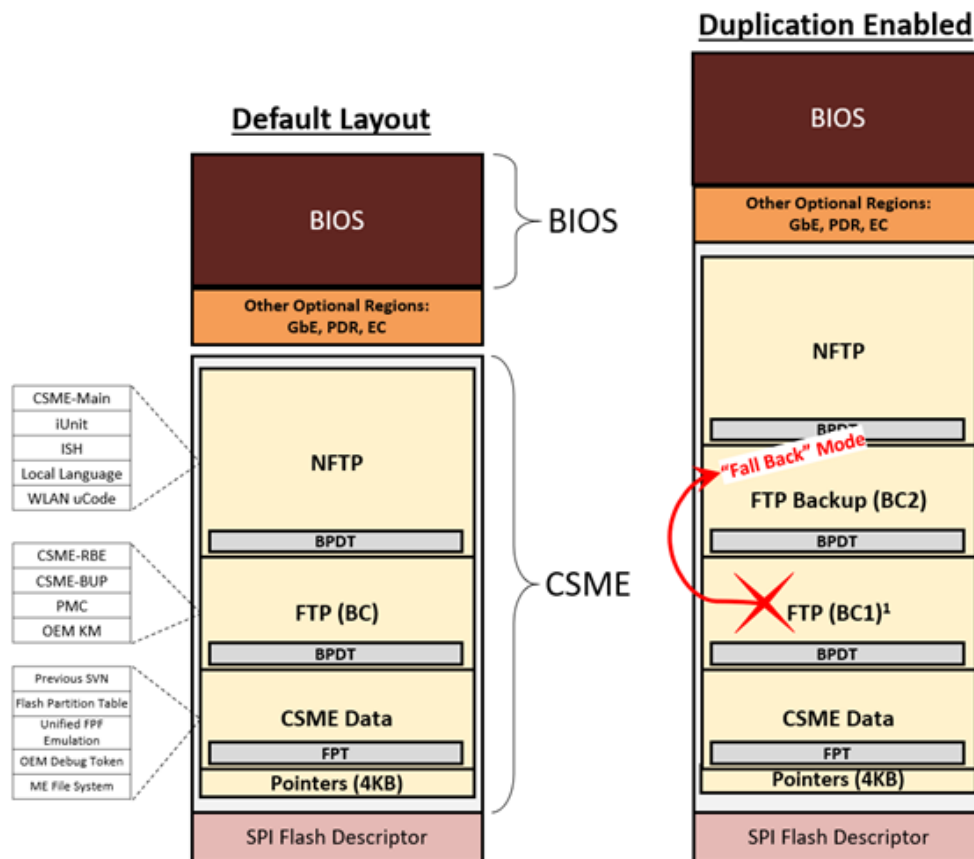 Default Layout
BIOS
BIOS
Other Optional Regions:
GbE, PDR, EC
CSME-Main
iUnit
ISH
Local Language
WLAN uCode
NFTP
BPDT
CSME-RBE
CSME-BUP
PMC
OEM KM
FTP (BC)
BPDT
CSME
Previous SVN
Flash Partition Table
Unified FPF
Emulation
OEM Debug Token
ME File System
CSME Data
FPT
Pointers (4KB)
SPI Flash Descriptor
Duplication Enabled
BIOS
Other Optional Regions:
GbE, PDR, EC
NFTP
BPDT
"Fall Back" Mode
FTP Backup (BC2)
BPDT
FTP (BC1)¹
BPDT
CSME Data
FPT
Pointers (4KB)
SPI Flash Descriptor